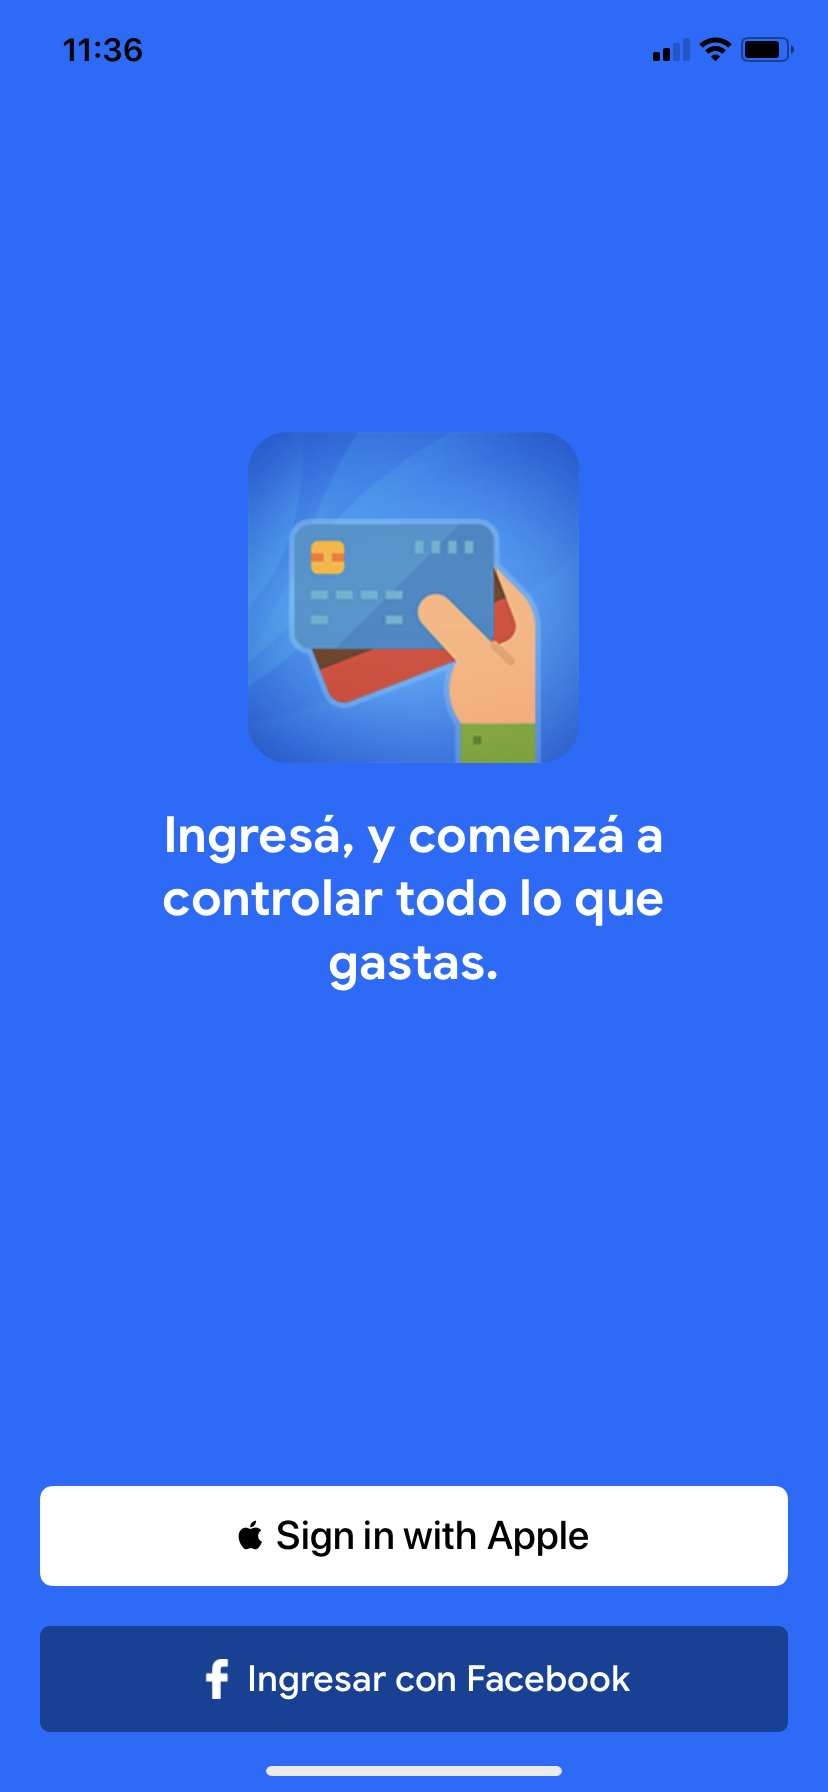 11:36
Ingresá, y comenzá a
controlar todo lo que
gastas.
Sign in with Apple
Ingresar con Facebook